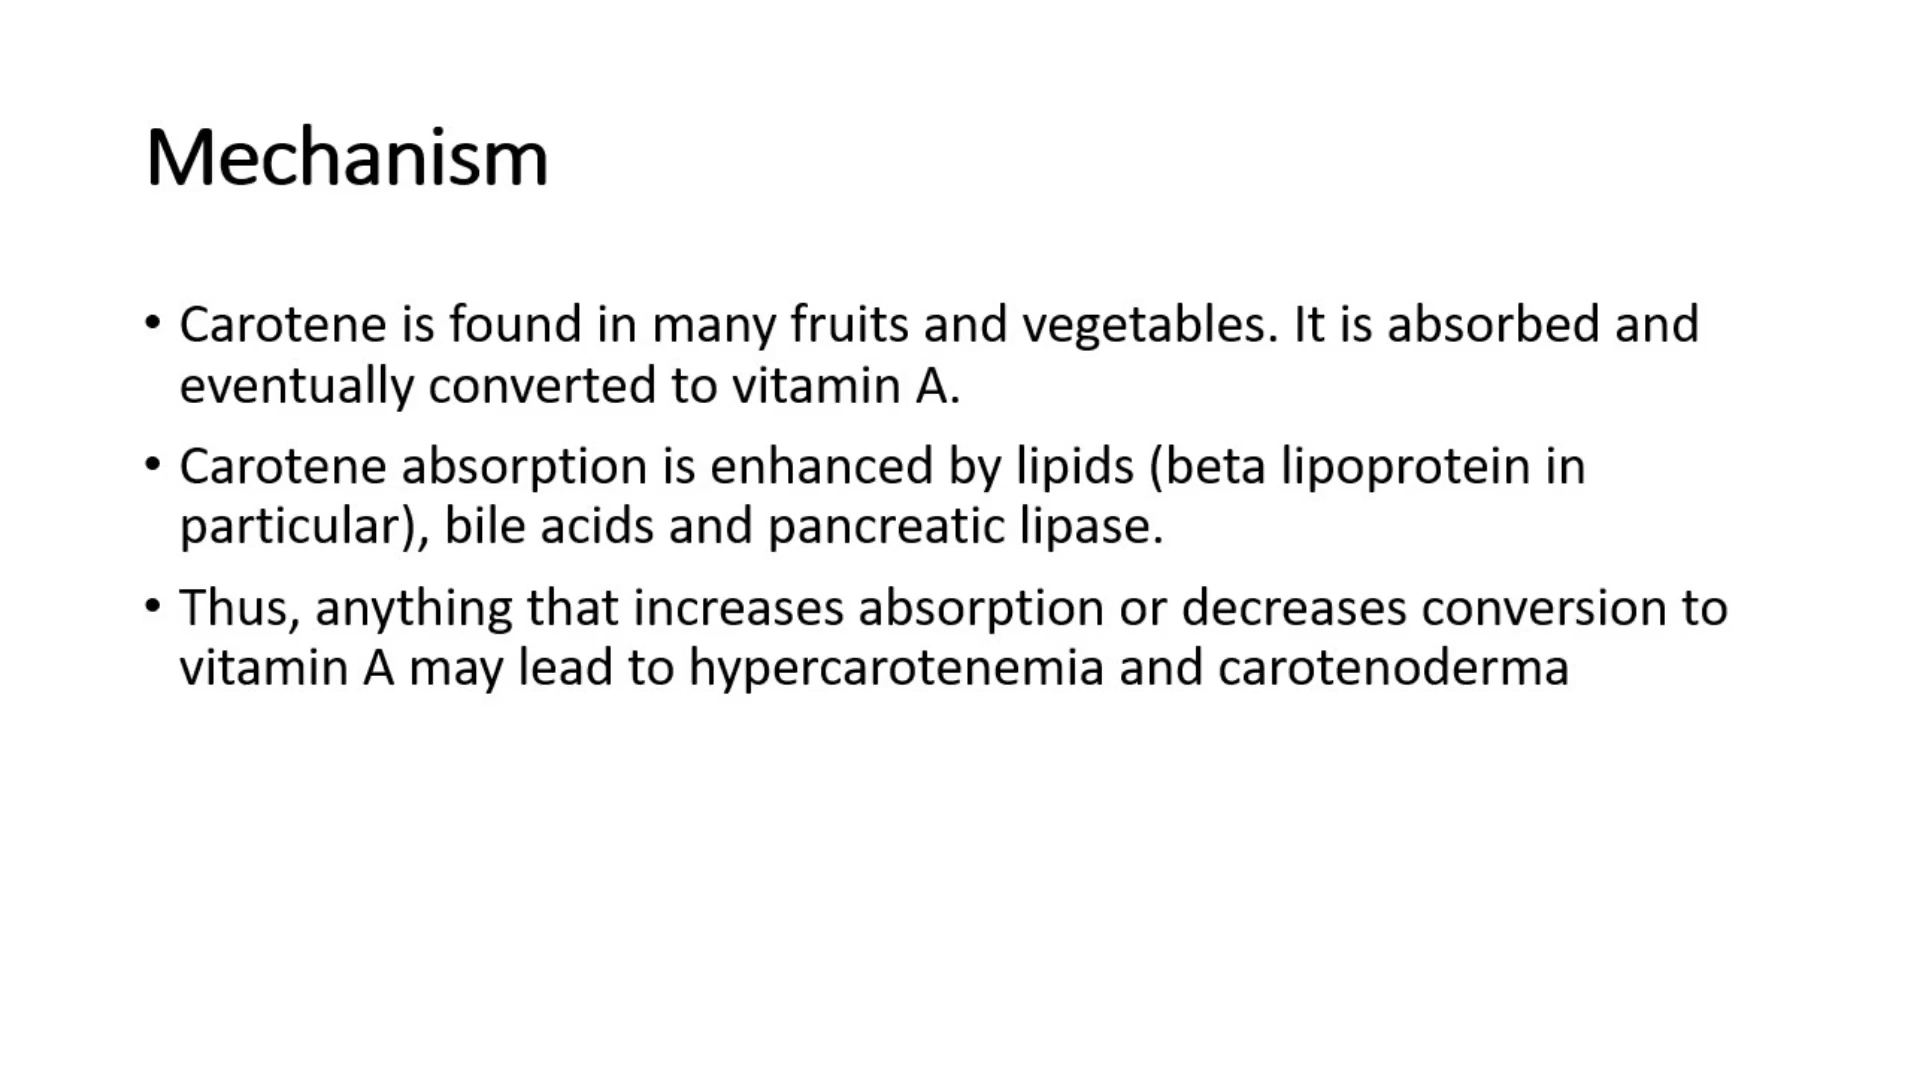 Mechanism
• Carotene is found in many fruits and vegetables. It is absorbed and
eventually converted to vitamin A.
• Carotene absorption is enhanced by lipids (beta lipoprotein in
particular), bile acids and pancreatic lipase.
• Thus, anything that increases absorption or decreases conversion to
vitamin A may lead to hypercarotenemia and carotenoderma